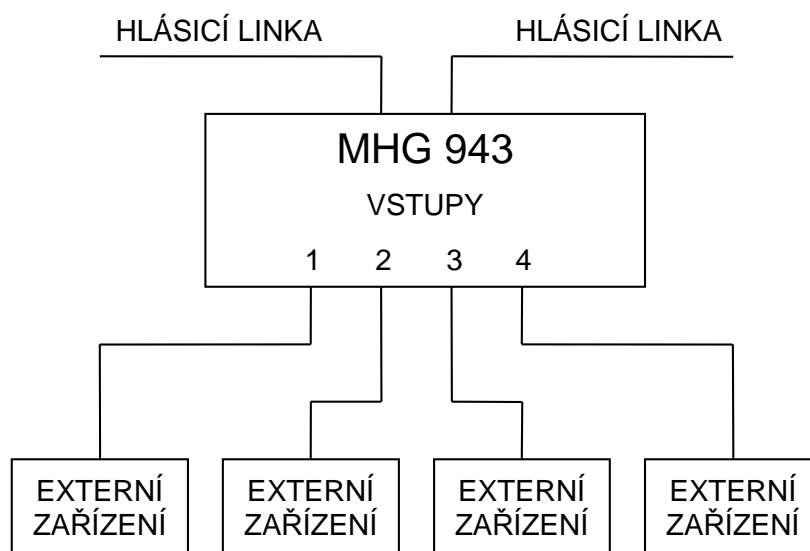 HLÁSICÍ LINKA
HLÁSICÍ LINKA
MHG 943
VSTUPY
1 2 3 4
EXTERNÍ
ZAŘÍZENÍ
EXTERNÍ
ZAŘÍZENÍ
EXTERNÍ
ZAŘÍZENÍ
EXTERNÍ
ZAŘÍZENÍ